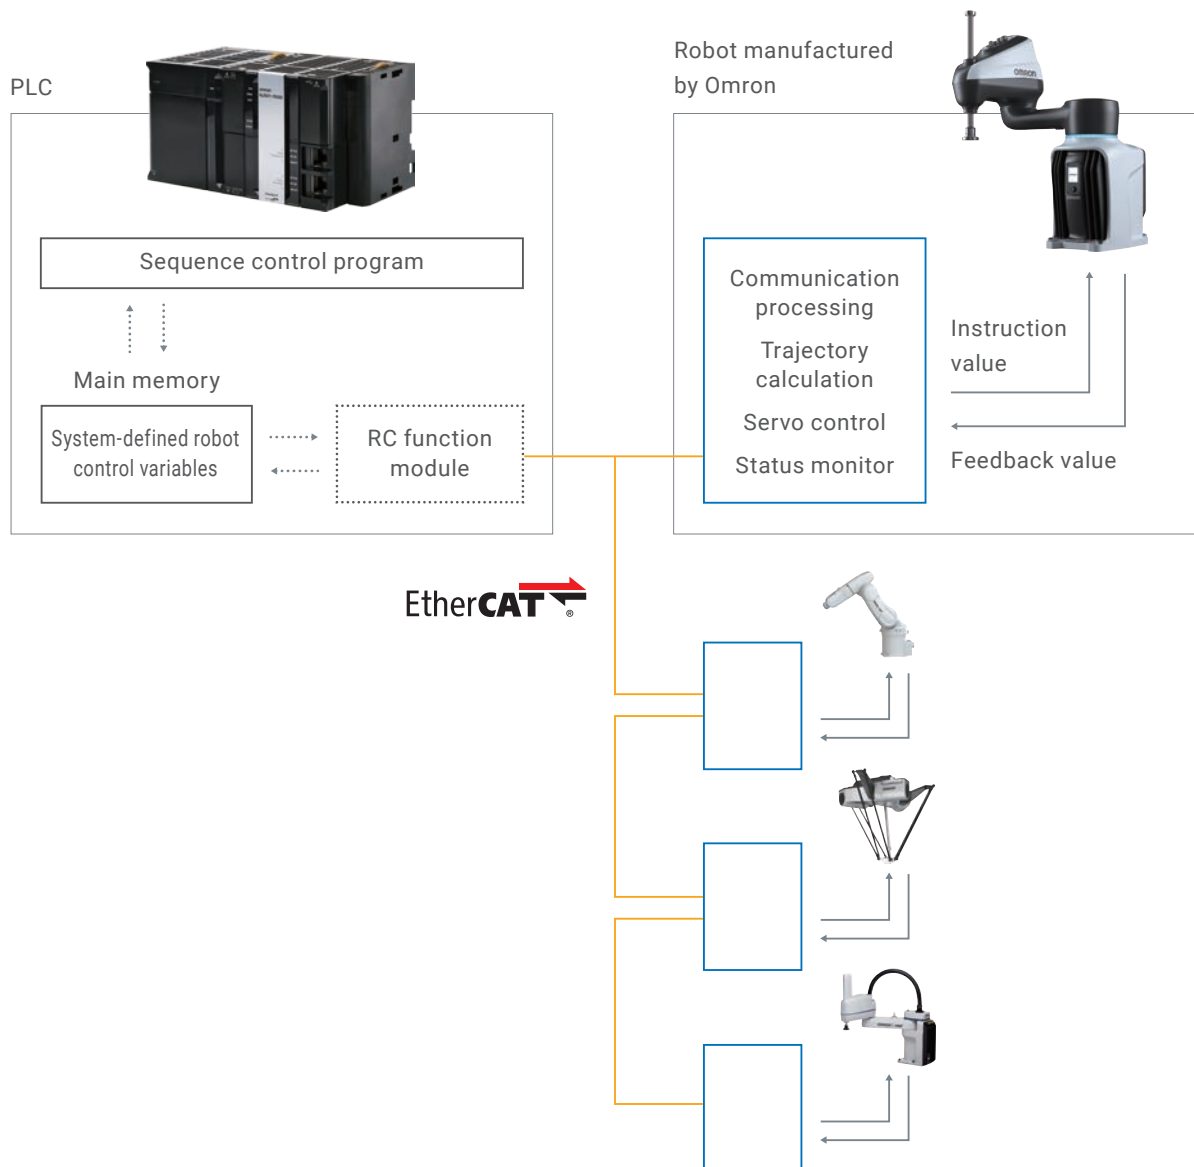 PLC
Robot manufactured
by Omron
OMRON
Sequence control program
Main memory
System-defined robot
control variables
RC function
module
Communication
processing
Trajectory
calculation
Servo control
Status monitor
Instruction
value
Feedback value
EtherCAT®